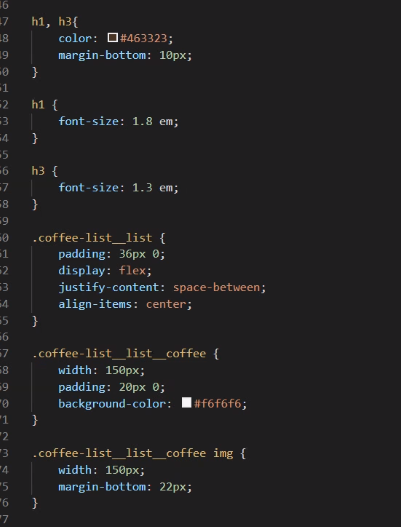 46
47 h1, h3{
48 color: #463323;
49 margin-bottom: 10px;
50 }
51
52 h1 {
53 font-size: 1.8 em;
54 }
55
56 h3 {
57 font-size: 1.3 em;
58 }
59
60 .coffee-list__list {
61 padding: 36px 0;
62 display: flex;
63 justify-content: space-between;
64 align-items: center;
65 }
66
67 .coffee-list__list__coffee {
68 width: 150px;
69 padding: 20px 0;
70 background-color: #f6f6f6;
71 }
72
73 .coffee-list__list__coffee img {
74 width: 150px;
75 margin-bottom: 22px;
76 }
77